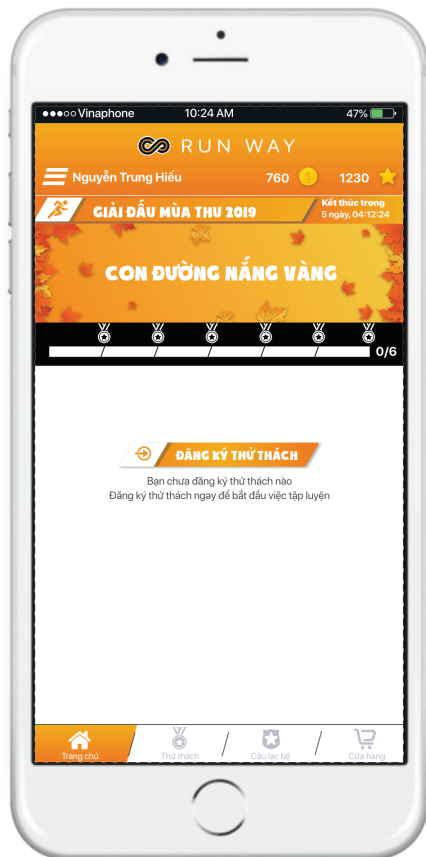 Vinaphone 10:24 AM 47%
RUN WAY
Nguyễn Trung Hiếu 760 $ 1230
GIẢI ĐẤU MÙA THU 2019
Kết thúc trong
5 ngày, 04:12:24
CON ĐƯỜNG NẮNG VÀNG
0/6
ĐĂNG KÝ THỬ THÁCH
Bạn chưa đăng ký thử thách nào
Đăng ký thử thách ngay để bắt đầu việc tập luyện
Trang chủ Thử thách Câu lạc bộ Cửa hàng